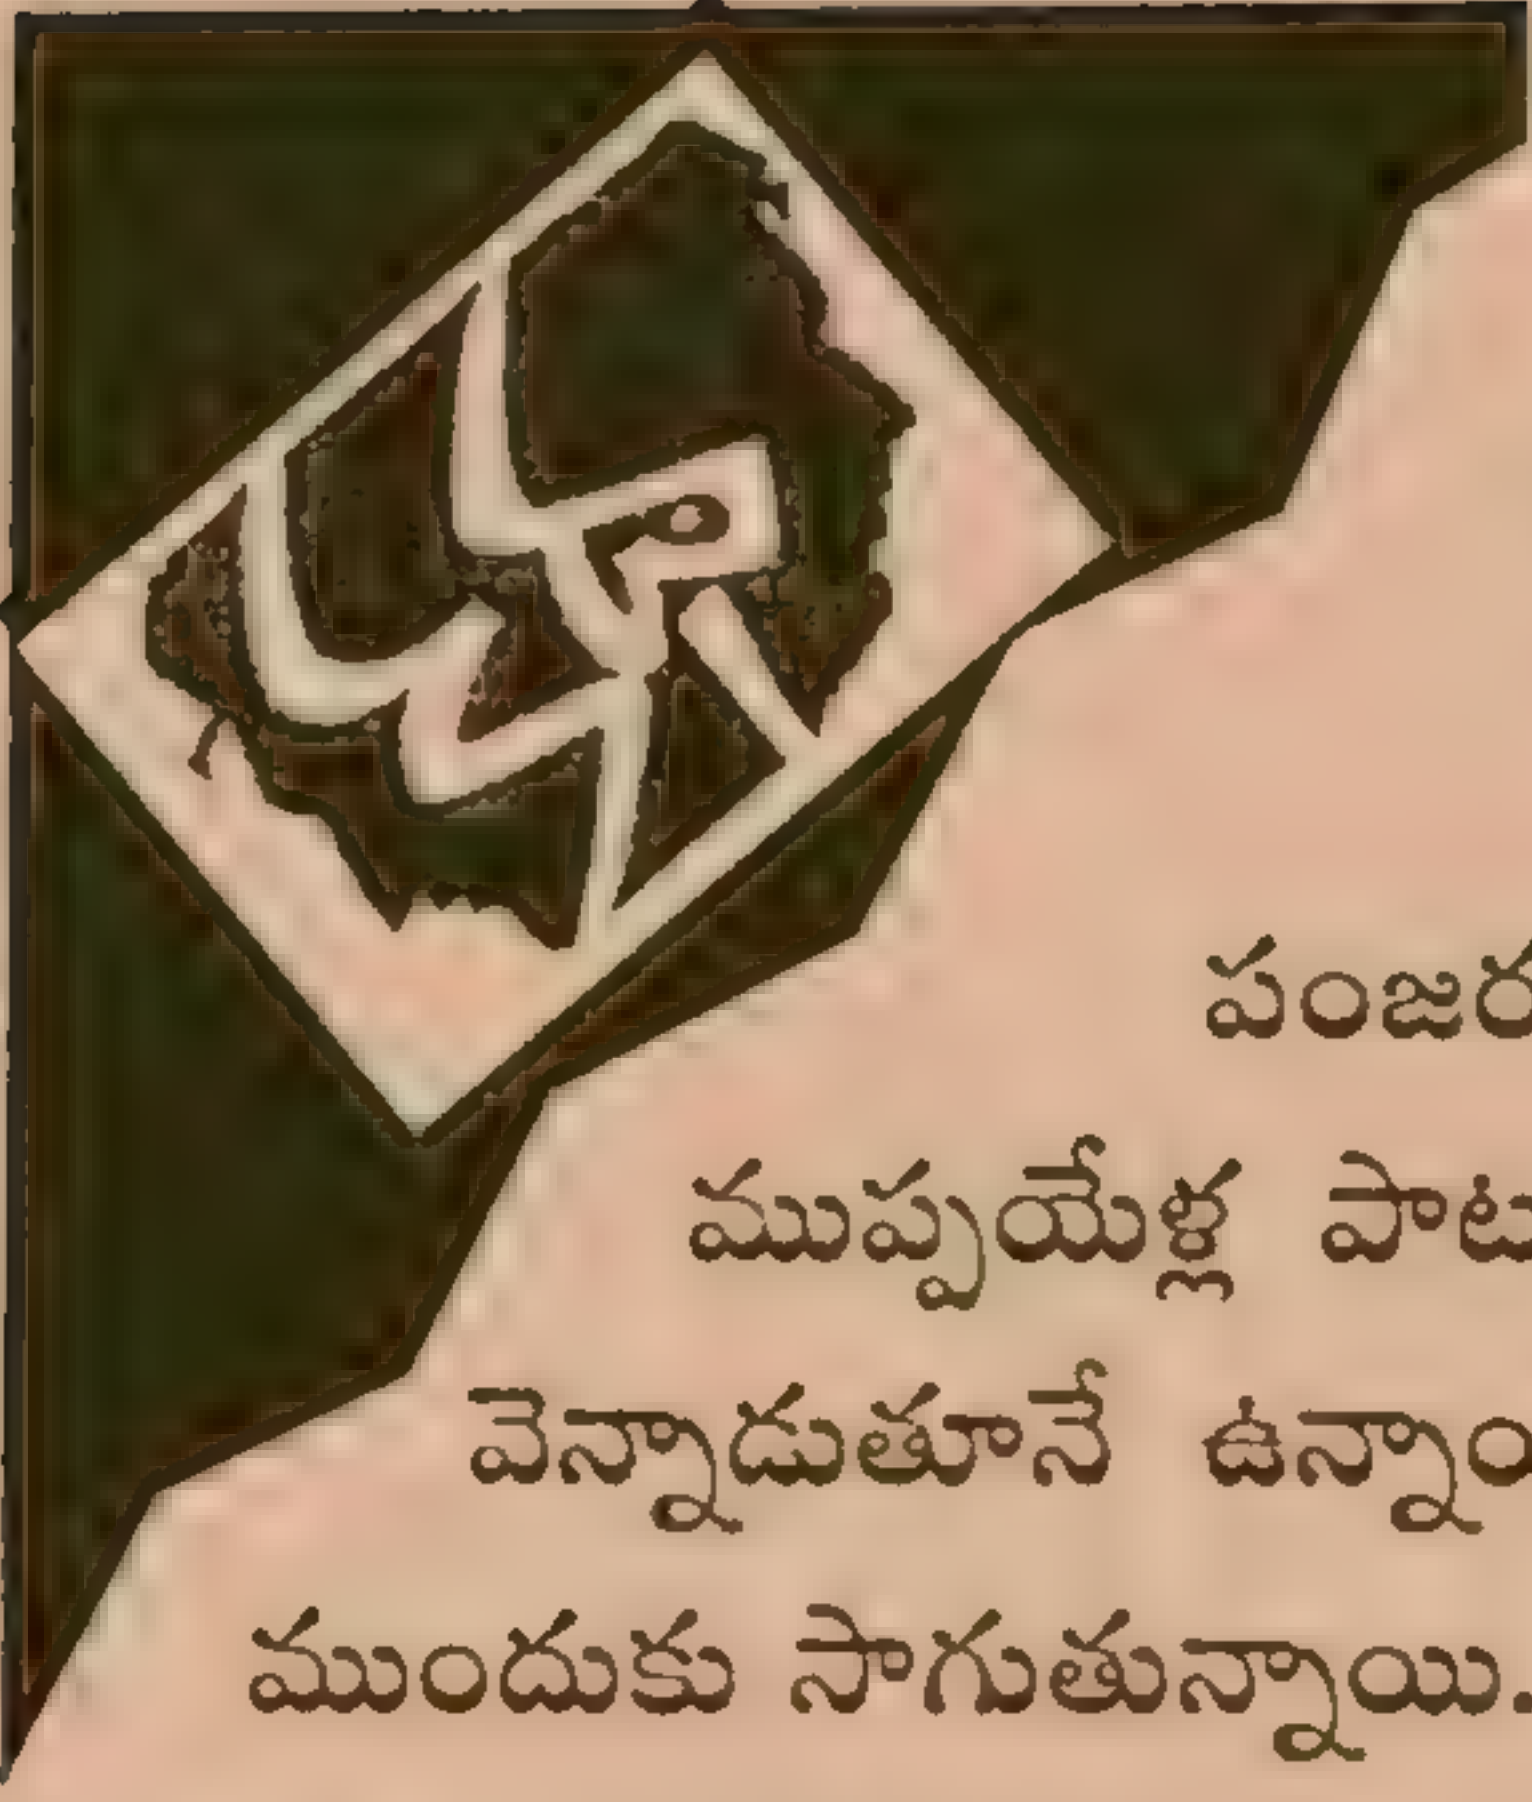 పంజర
ముప్పయేళ్ల పాట
వెన్నాడుతూనే ఉన్నాయి
ముందుకు సాగుతున్నాయి.